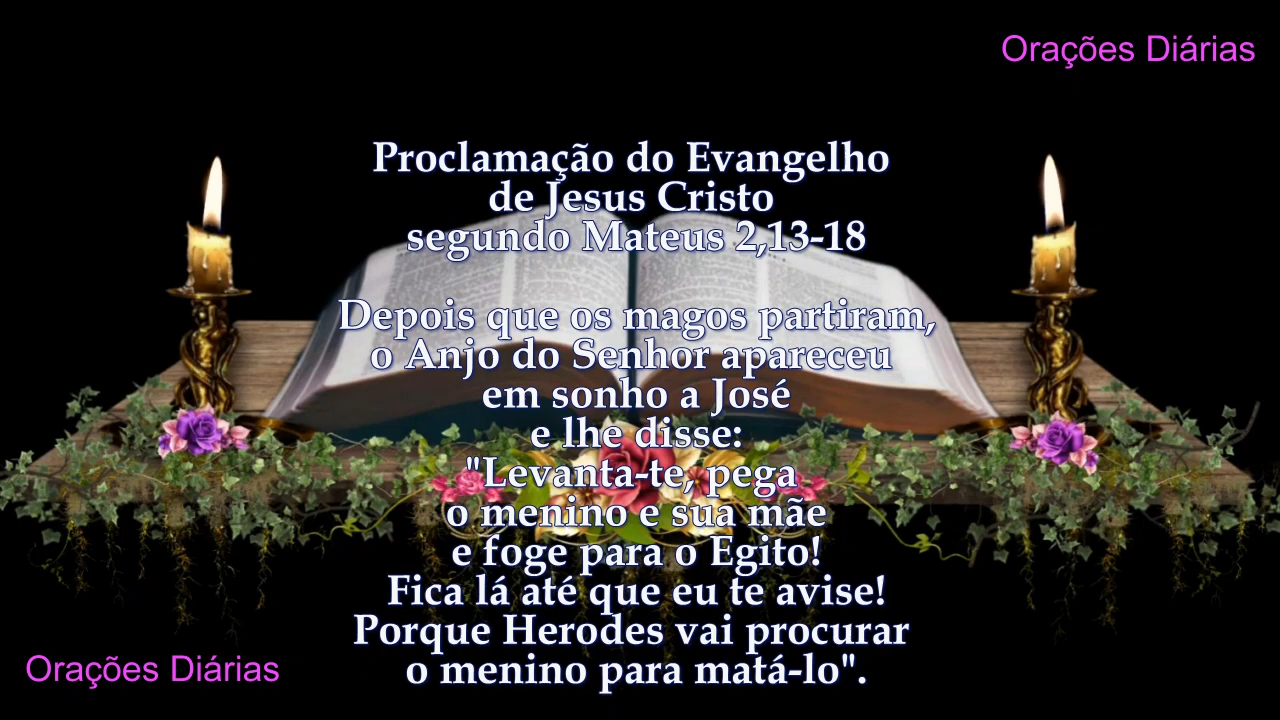 Orações Diárias
Proclamação do Evangelho
de Jesus Cristo
segundo Mateus 2,13-18
Depois que os magos partiram,
o Anjo do Senhor apareceu
em sonho a José
e lhe disse:
"Levanta-te, pega
o menino e sua mãe
e foge para o Egito!
Fica lá até que eu te avise!
Porque Herodes vai procurar
o menino para matá-lo".
Orações Diárias